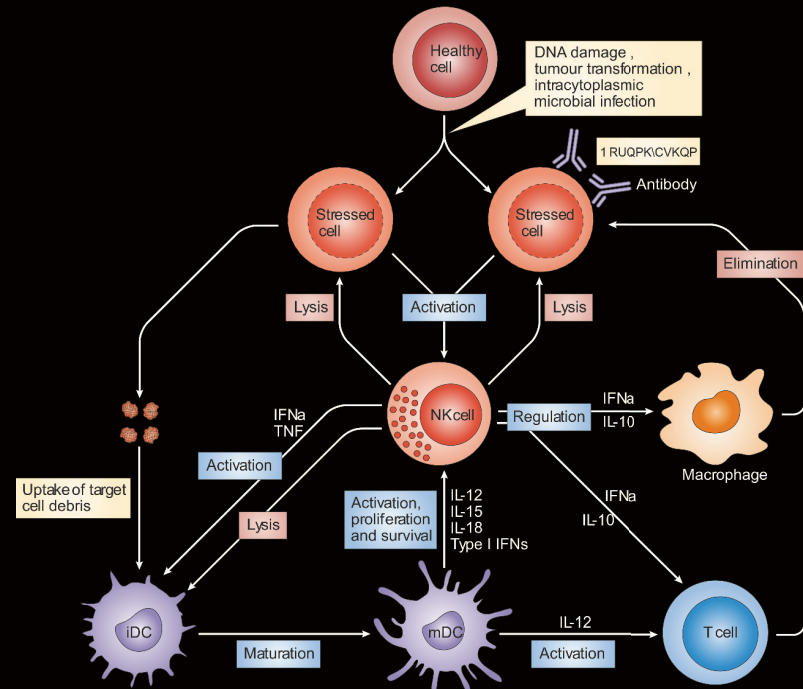 Healthy
cell
DNA damage ,
tumour transformation ,
intracytoplasmic
microbial infection
1 RUQPK\CVKQP
Antibody
Stressed
cell
Stressed
cell
Elimination
Lysis
Activation
Lysis
NK cell
Regulation
IFNa
IL-10
Macrophage
IFNa
TNF
Activation
Uptake of target
cell debris
Lysis
Activation,
proliferation
and survival
IL-12
IL-15
IL-18
Type I IFNs
IFNa
IL-10
iDC
Maturation
mDC
IL-12
Activation
T cell